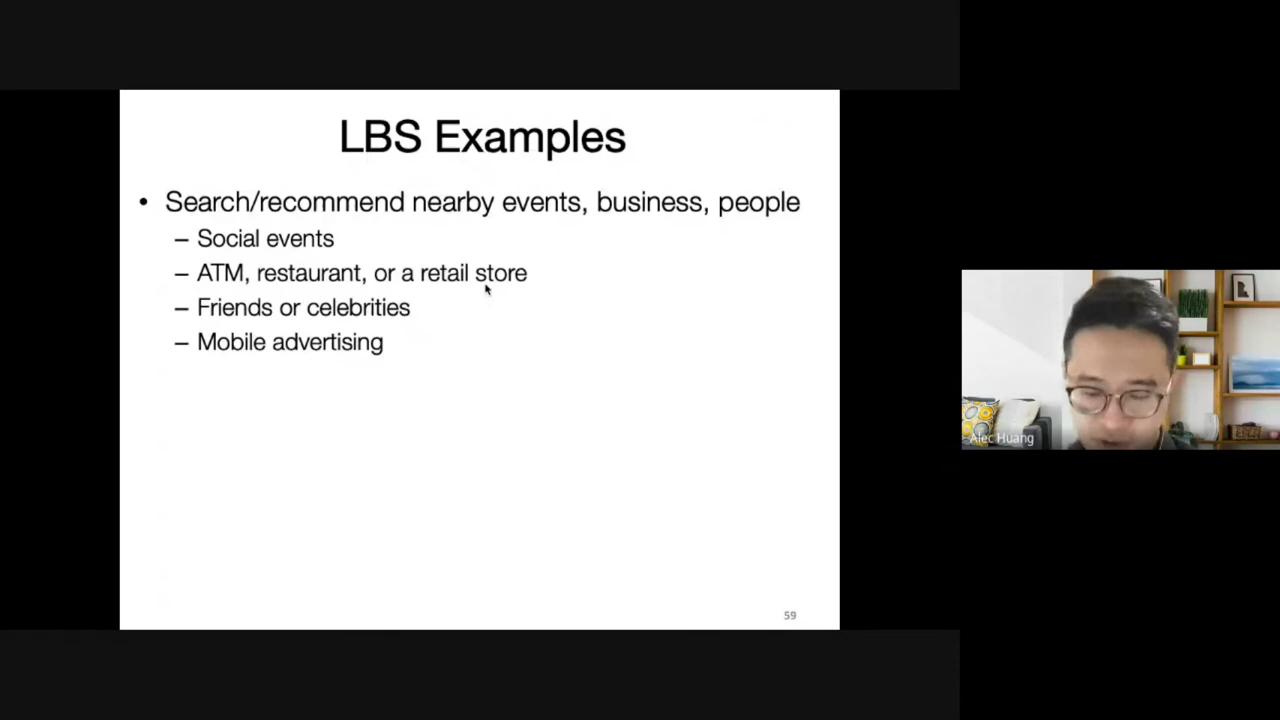 LBS Examples
• Search/recommend nearby events, business, people
– Social events
– ATM, restaurant, or a retail store
– Friends or celebrities
– Mobile advertising
59
Alec Huang